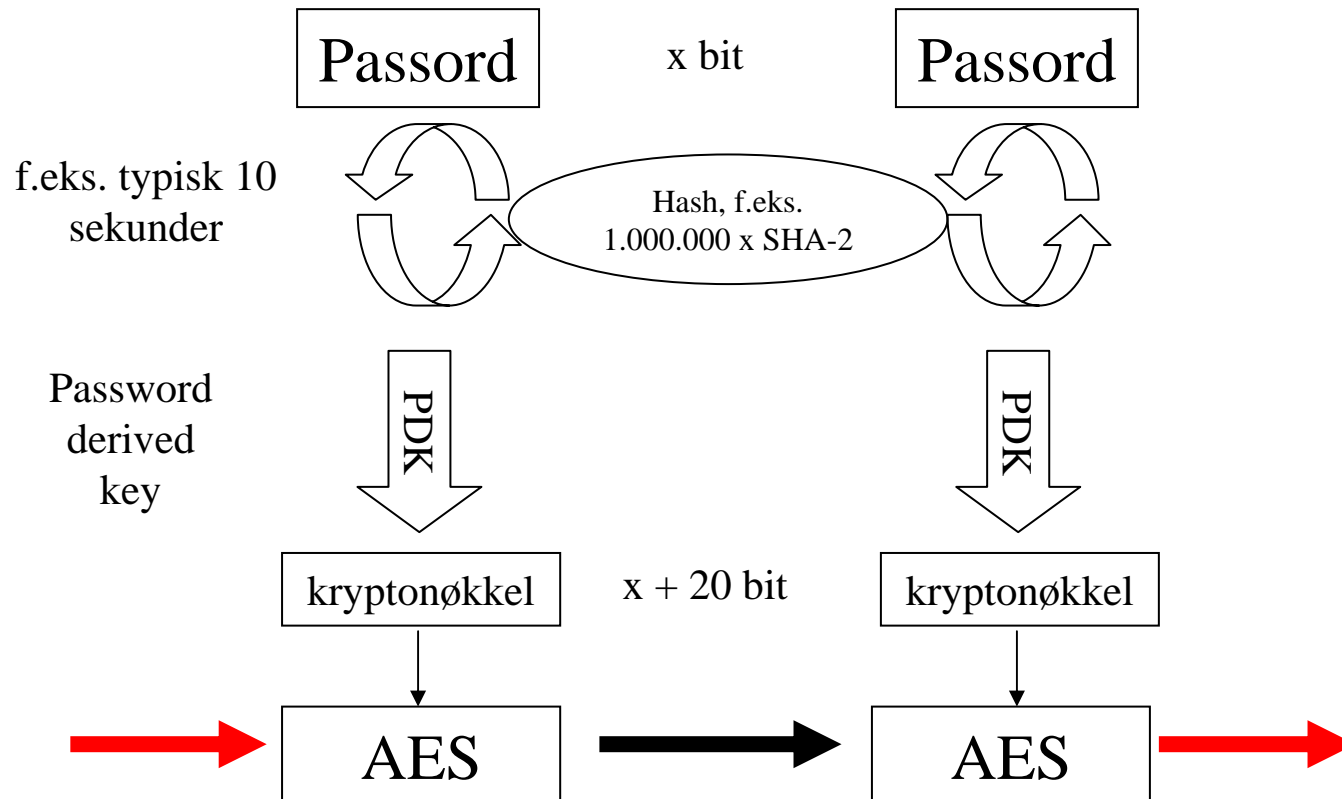 Passord
x bit
Passord
f.eks. typisk 10
sekunder
Hash, f.eks.
1.000.000 x SHA-2
Password
derived
key
PDK
PDK
kryptonøkkel
x + 20 bit
kryptonøkkel
AES
AES